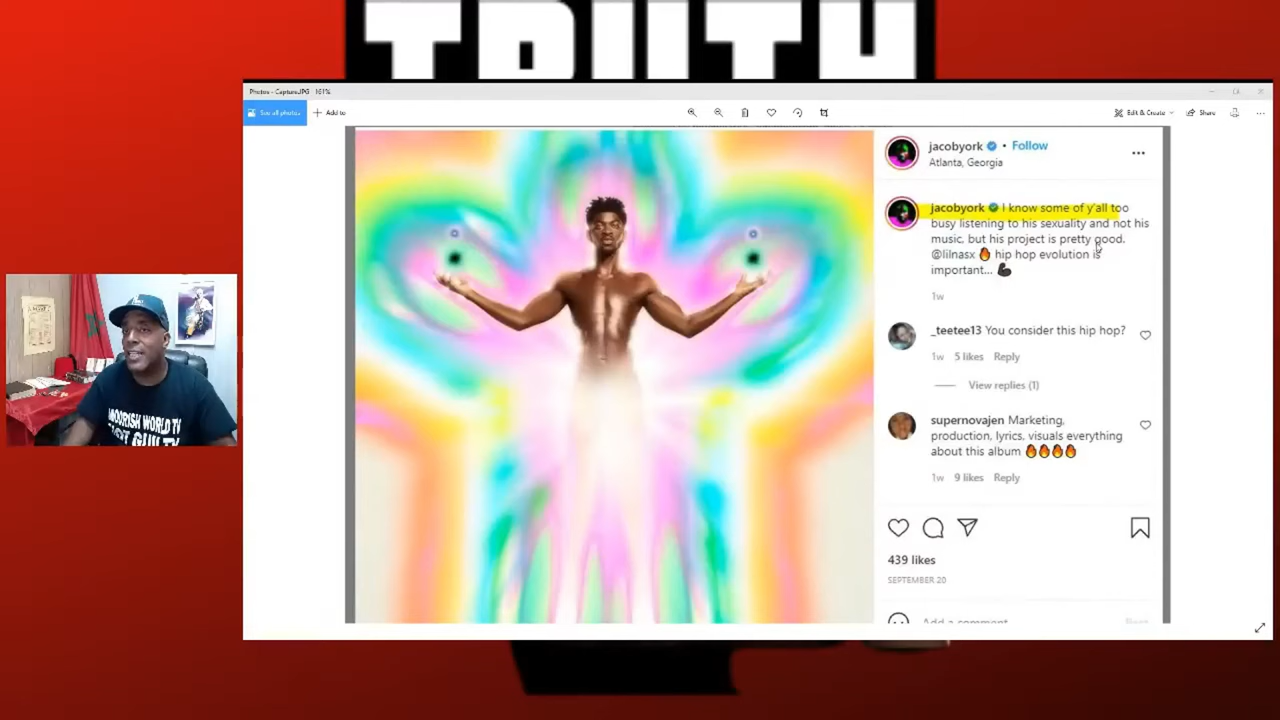 TRUTH
Photos - Capture.JPG 161%
See all photos
Add to
Edit & Create
Share
jacobyork • Follow
Atlanta, Georgia
jacobyork I know some of y'all too
busy listening to his sexuality and not his
music, but his project is pretty good.
@lilnasx 🔥 hip hop evolution is
important... 💪🏿
1w
_teetee13 You consider this hip hop?
1w 5 likes Reply
View replies (1)
supernovajen Marketing,
production, lyrics, visuals everything
about this album 🔥🔥🔥🔥
1w 9 likes Reply
439 likes
SEPTEMBER 20
Add a comment
MOORISH WORLD TV
NOT GUILTY